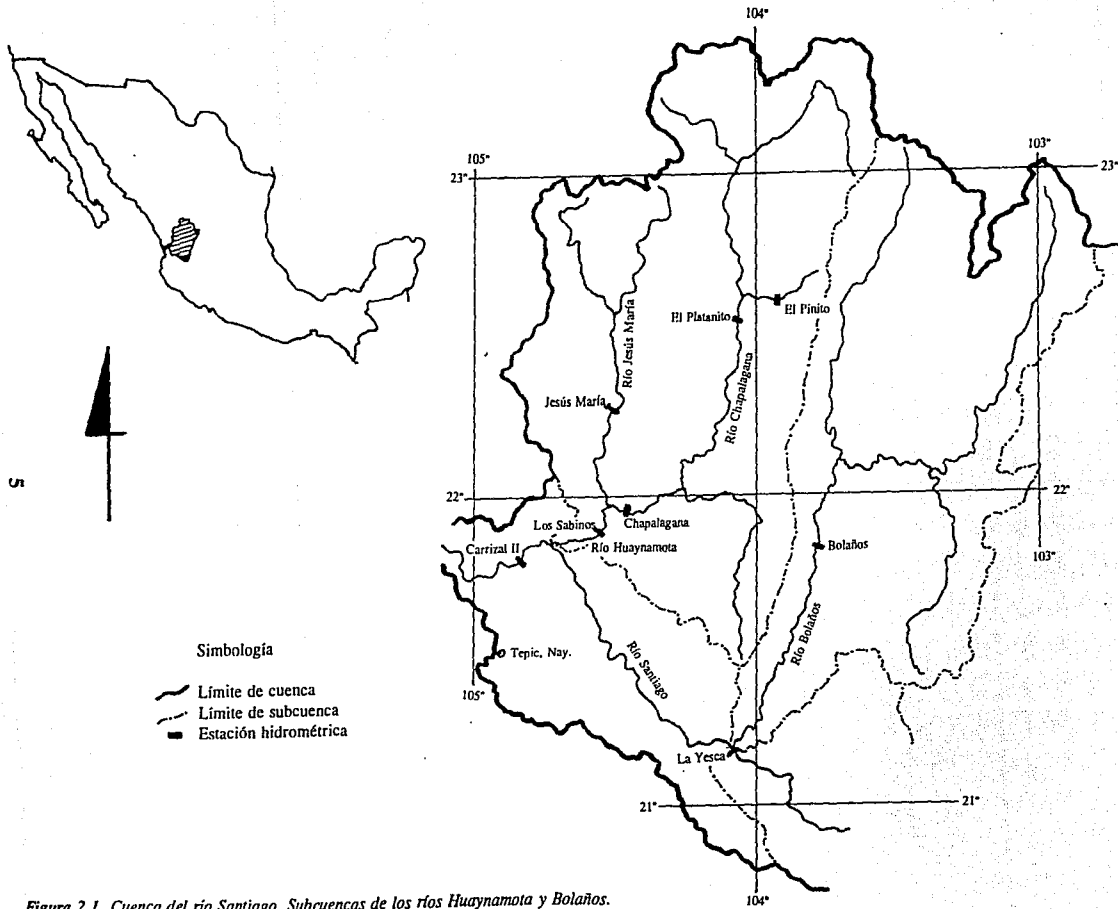 104°
105°
23°
103°
23°
El Platanito
El Pinito
Río Jesús María
Río Chapalagana
Jesús María
22°
22°
Los Sabinos
Chapalagana
Carrizal II
Río Huaynamota
Bolaños
103°
Río Bolaños
Río Santiago
Tepic, Nay.
105°
La Yesca
21°
21°
104°
5
Simbología
Límite de cuenca
Límite de subcuenca
Estación hidrométrica
Figura 2.1 Cuenca del río Santiago. Subcuencas de los ríos Huaynamota y Bolaños.